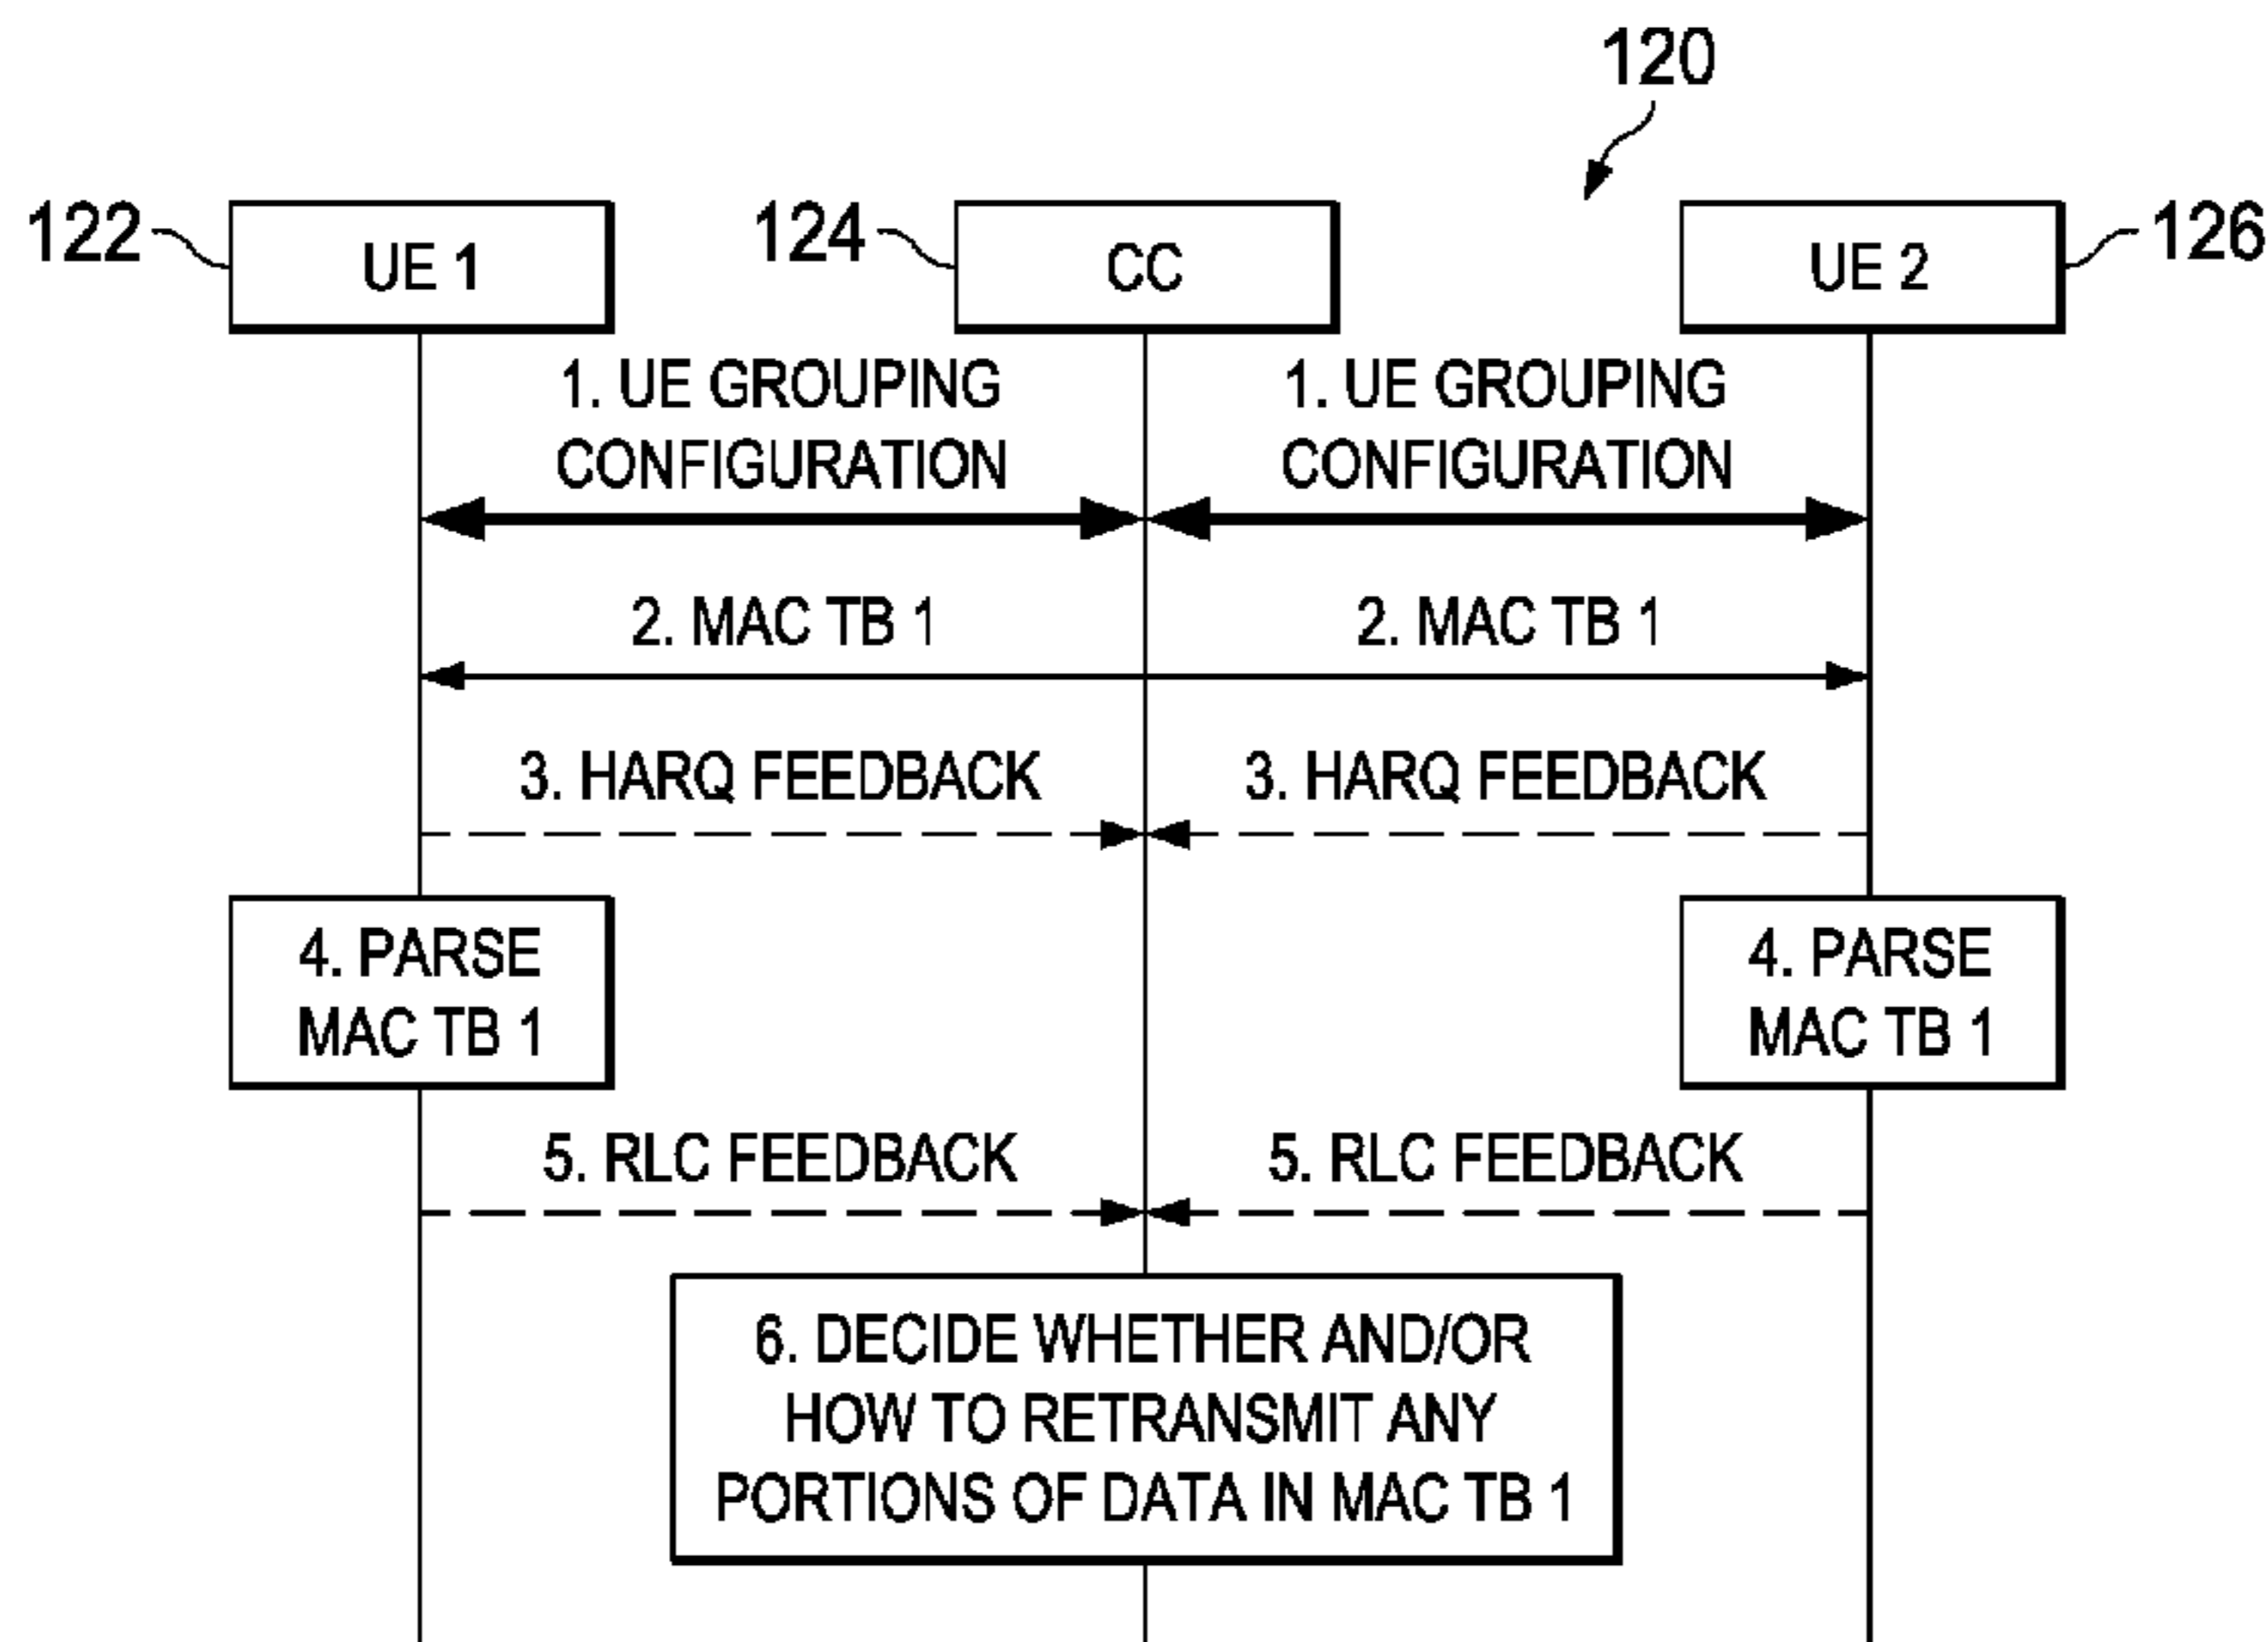 120
122
UE 1
124
CC
UE 2
126
1. UE GROUPING
CONFIGURATION
1. UE GROUPING
CONFIGURATION
2. MAC TB 1
2. MAC TB 1
3. HARQ FEEDBACK
3. HARQ FEEDBACK
4. PARSE
MAC TB 1
4. PARSE
MAC TB 1
5. RLC FEEDBACK
5. RLC FEEDBACK
6. DECIDE WHETHER AND/OR
HOW TO RETRANSMIT ANY
PORTIONS OF DATA IN MAC TB 1